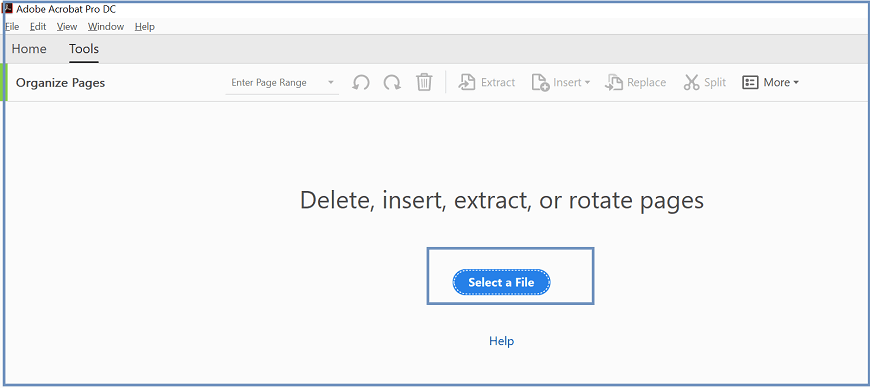 Adobe Acrobat Pro DC
File Edit View Window Help
Home Tools
Organize Pages Enter Page Range Extract Insert Replace Split More
Delete, insert, extract, or rotate pages
Select a File
Help